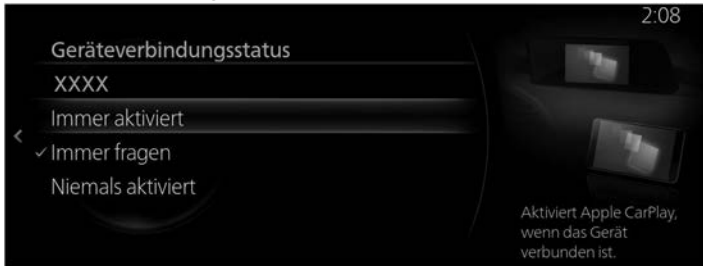 2:08
Geräteverbindungsstatus
XXXX
Immer aktiviert
Immer fragen
Niemals aktiviert
Aktiviert Apple CarPlay,
wenn das Gerät
verbunden ist.